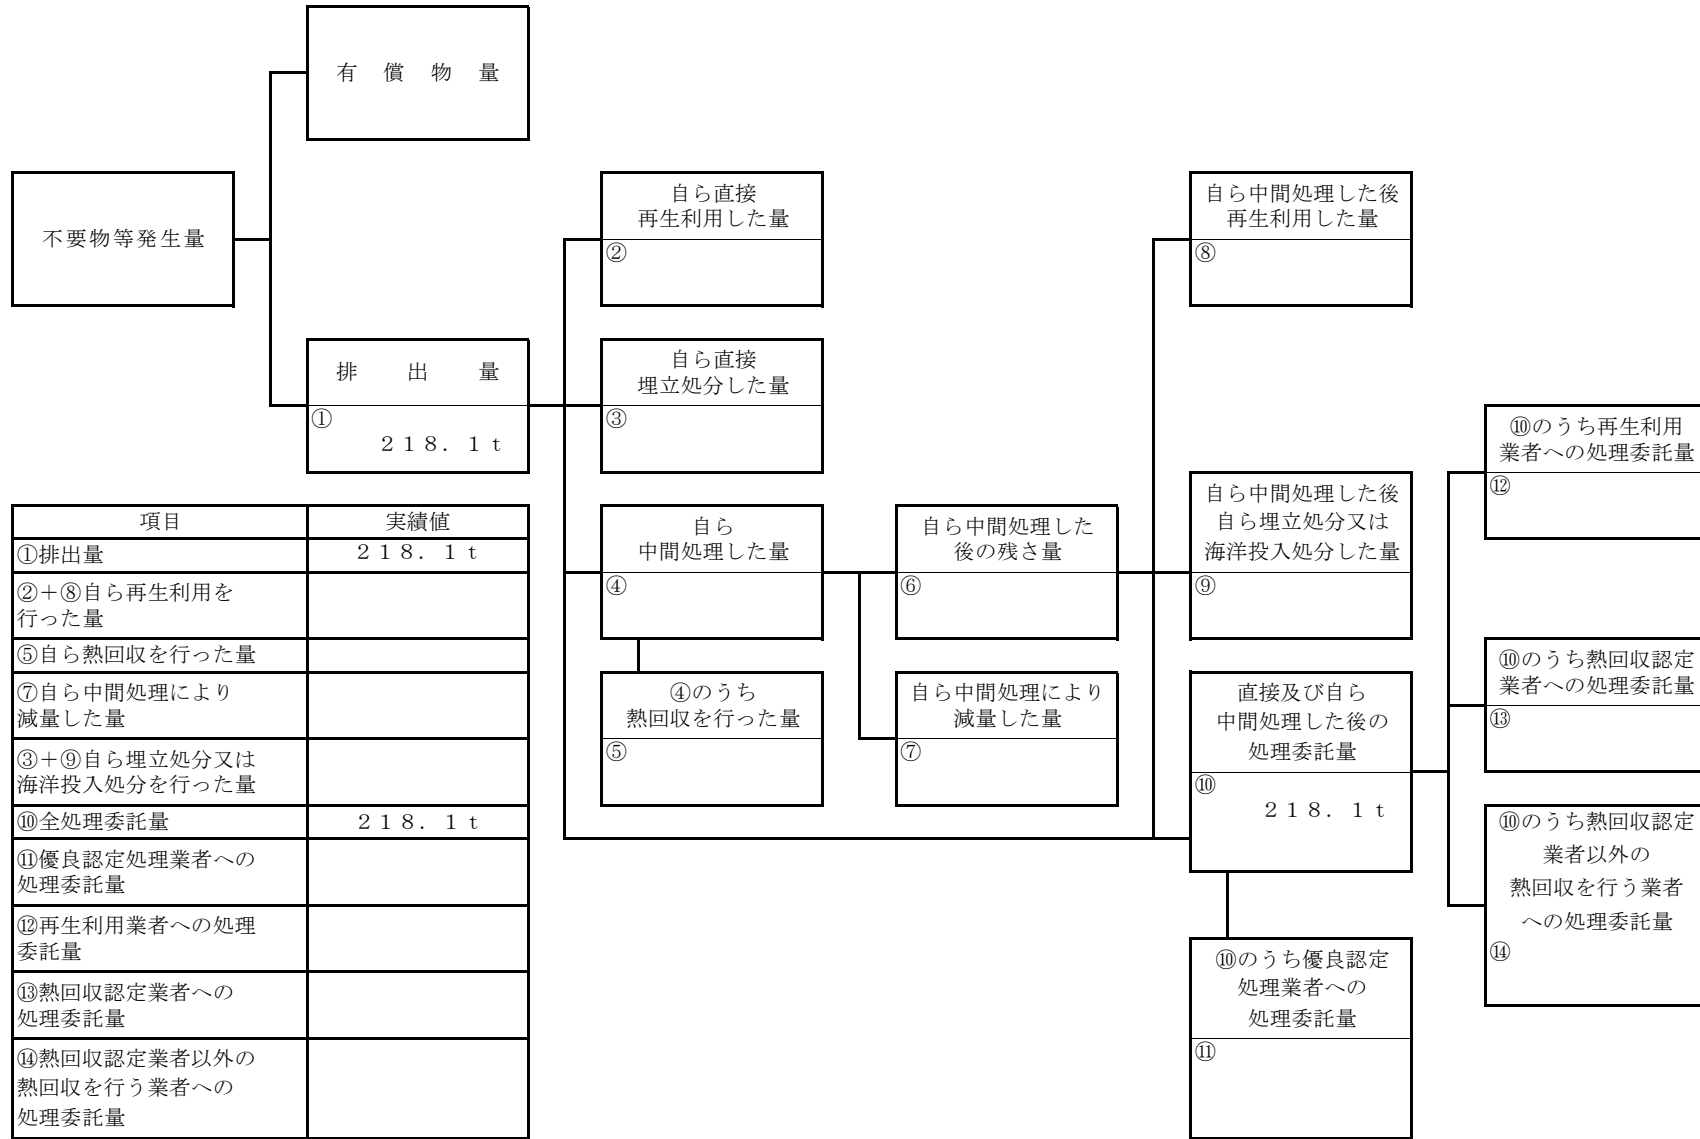 有償物量
不要物等発生量
排出量
①
218.1t
自ら直接
再生利用した量
②
自ら直接
埋立処分した量
③
自ら
中間処理した量
④
④のうち
熱回収を行った量
⑤
自ら中間処理した
後の残さ量
⑥
自ら中間処理により
減量した量
⑦
自ら中間処理した後
再生利用した量
⑧
自ら中間処理した後
自ら埋立処分又は
海洋投入処分した量
⑨
直接及び自ら
中間処理した後の
処理委託量
⑩
218.1t
⑩のうち優良認定
処理業者への
処理委託量
⑪
⑩のうち再生利用
業者への処理委託量
⑫
⑩のうち熱回収認定
業者への処理委託量
⑬
⑩のうち熱回収認定
業者以外の
熱回収を行う業者
への処理委託量
⑭
項目 実績値
①排出量 218.1t
②+⑧自ら再生利用を
行った量
⑤自ら熱回収を行った量
⑦自ら中間処理により
減量した量
③+⑨自ら埋立処分又は
海洋投入処分を行った量
⑩全処理委託量 218.1t
⑪優良認定処理業者への
処理委託量
⑫再生利用業者への処理
委託量
⑬熱回収認定業者への
処理委託量
⑭熱回収認定業者以外の
熱回収を行う業者への
処理委託量